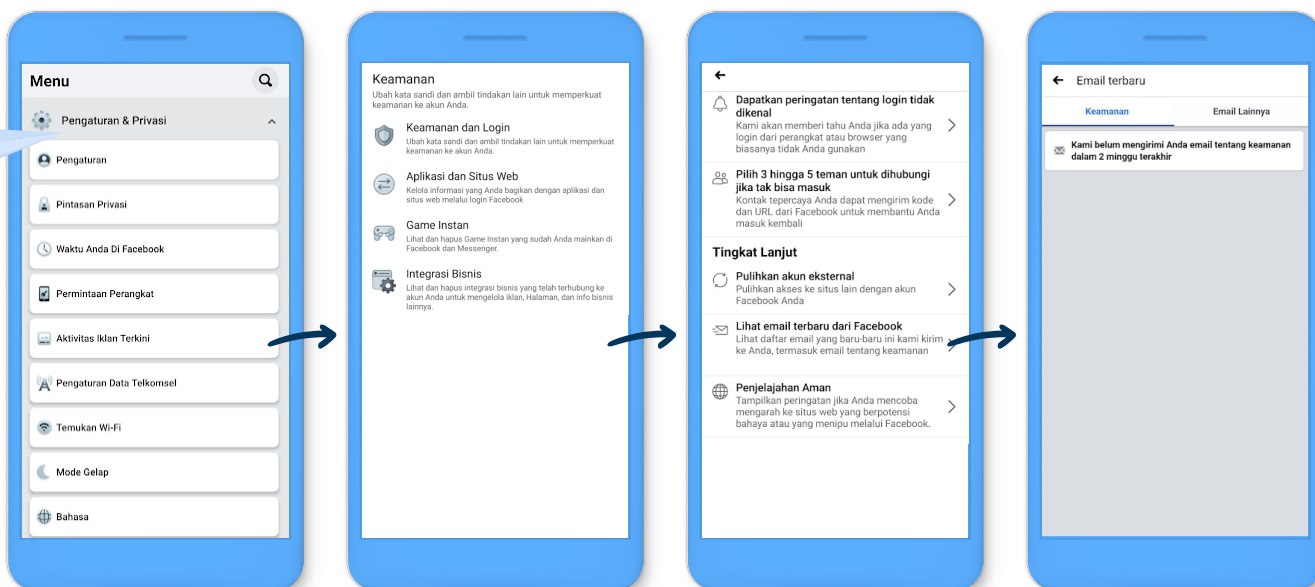 Menu
Pengaturan & Privasi
Pengaturan
Pintasan Privasi
Waktu Anda Di Facebook
Permintaan Perangkat
Aktivitas Iklan Terkini
Pengaturan Data Telkomsel
Temukan Wi-Fi
Mode Gelap
Bahasa
Keamanan
Ubah kata sandi dan ambil tindakan lain untuk memperkuat
keamanan ke akun Anda.
Keamanan dan Login
Ubah kata sandi dan ambil tindakan lain untuk memperkuat
keamanan ke akun Anda.
Aplikasi dan Situs Web
Kelola informasi yang Anda bagikan dengan aplikasi dan
situs web melalui login Facebook
Game Instan
Lihat dan hapus Game Instan yang sudah Anda mainkan di
Facebook dan Messenger.
Integrasi Bisnis
Lihat dan hapus integrasi bisnis yang telah terhubung ke
akun Anda untuk mengelola iklan, Halaman, dan info bisnis
lainnya.
Dapatkan peringatan tentang login tidak
dikenal
Kami akan memberi tahu Anda jika ada yang
login dari perangkat atau browser yang
biasanya tidak Anda gunakan
Pilih 3 hingga 5 teman untuk dihubungi
jika tak bisa masuk
Kontak tepercaya Anda dapat mengirim kode
dan URL dari Facebook untuk membantu Anda
masuk kembali
Tingkat Lanjut
Pulihkan akun eksternal
Pulihkan akses ke situs lain dengan akun
Facebook Anda
Lihat email terbaru dari Facebook
Lihat daftar email yang baru-baru ini kami kirim
ke Anda, termasuk email tentang keamanan
Penjelajahan Aman
Tampilkan peringatan jika Anda mencoba
mengarah ke situs web yang berpotensi
bahaya atau yang menipu melalui Facebook.
Email terbaru
Keamanan
Email Lainnya
Kami belum mengirimi Anda email tentang keamanan
dalam 2 minggu terakhir